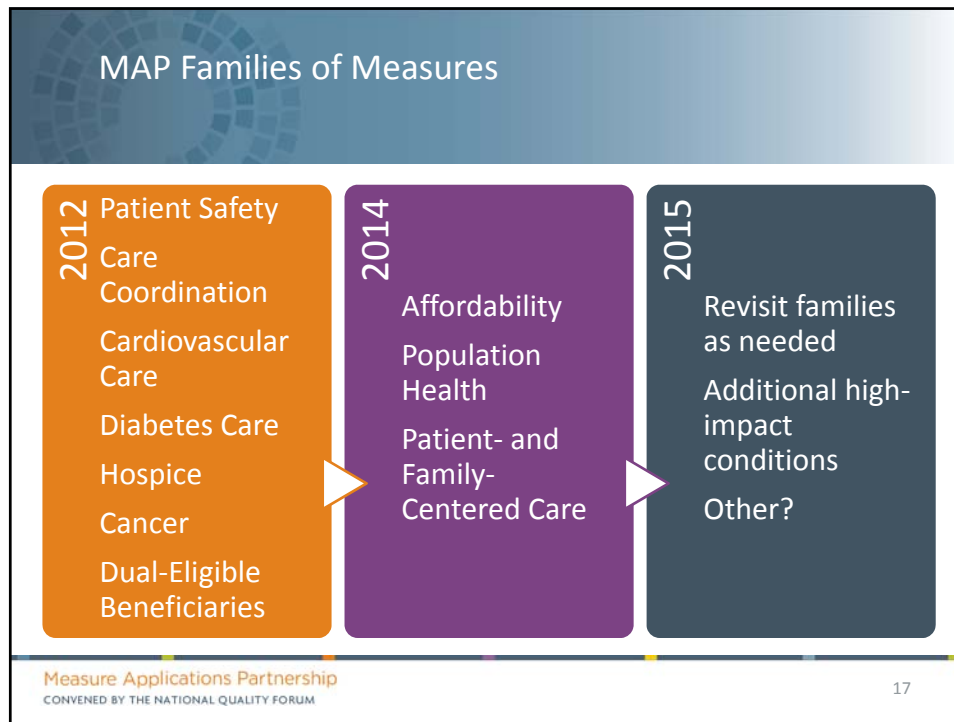 MAP Families of Measures
2012
Patient Safety
Care
Coordination
Cardiovascular
Care
Diabetes Care
Hospice
Cancer
Dual-Eligible
Beneficiaries
2014
Affordability
Population
Health
Patient- and
Family-
Centered Care
2015
Revisit families
as needed
Additional high-
impact
conditions
Other?
Measure Applications Partnership
CONVENED BY THE NATIONAL QUALITY FORUM
17